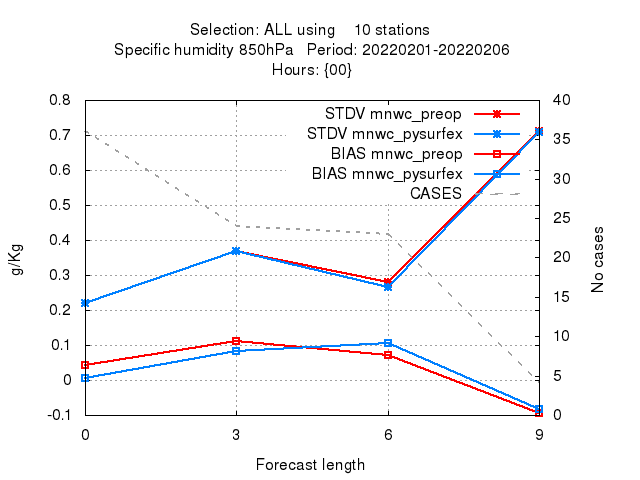 Selection: ALL using 10 stations
Specific humidity 850hPa Period: 20220201-20220206
Hours: {00}
STDV mnwc_preop
STDV mnwc_pysurfex
BIAS mnwc_preop
BIAS mnwc_pysurfex
CASES
0.8
0.7
0.6
0.5
0.4
0.3
0.2
0.1
0
-0.1
g/Kg
40
35
30
25
20
15
10
5
0
No cases
0 3 6 9
Forecast length